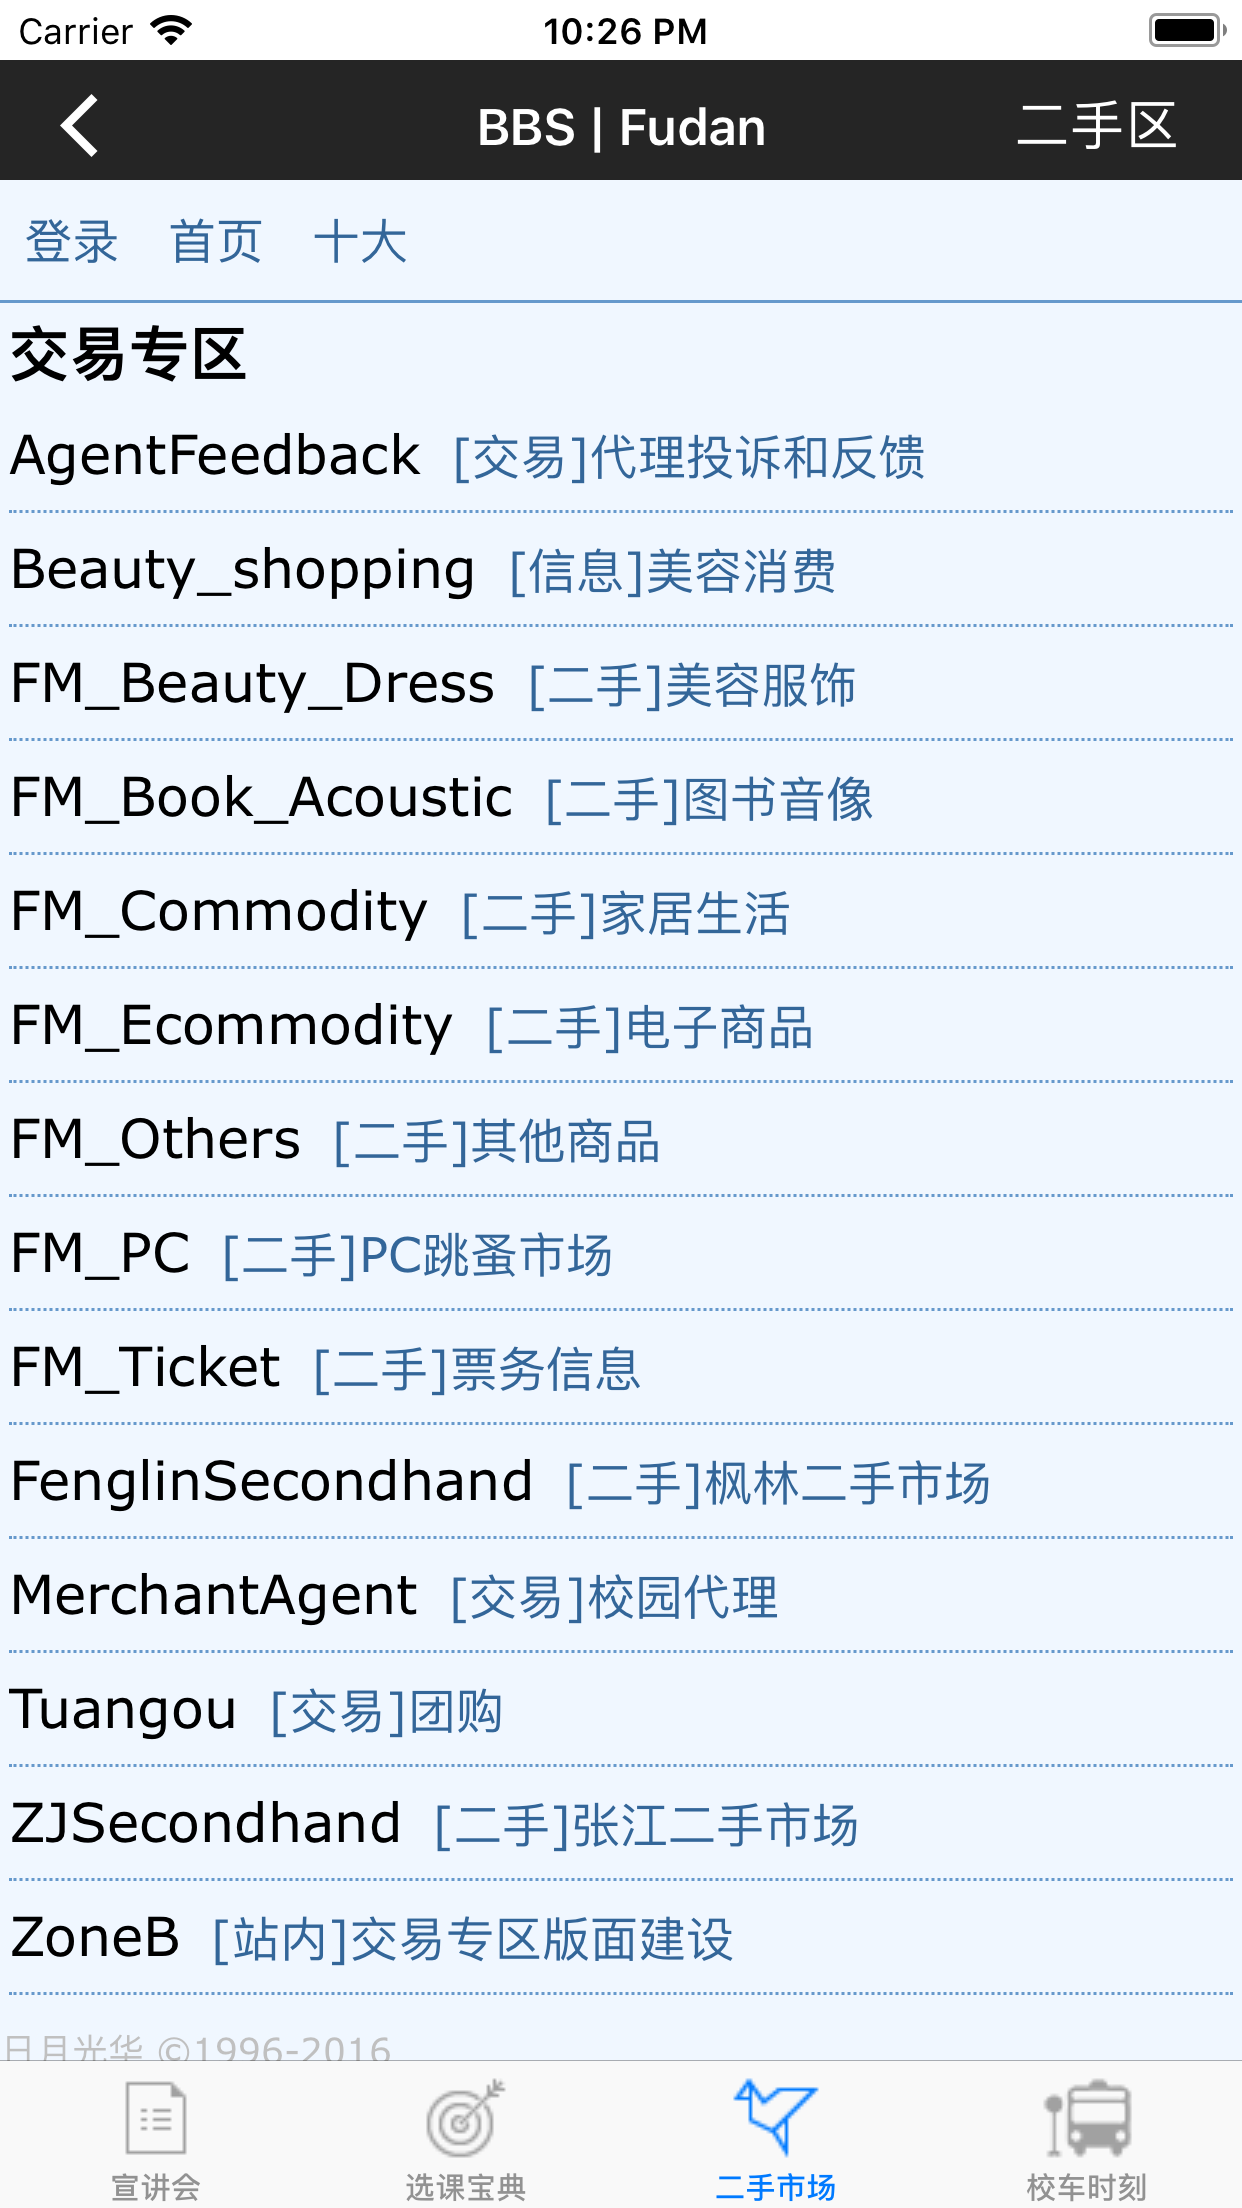 Carrier 10:26 PM
BBS | Fudan 二手区
登录 首页 十大
交易专区
AgentFeedback [交易]代理投诉和反馈
Beauty_shopping [信息]美容消费
FM_Beauty_Dress [二手]美容服饰
FM_Book_Acoustic [二手]图书音像
FM_Commodity [二手]家居生活
FM_Ecommodity [二手]电子商品
FM_Others [二手]其他商品
FM_PC [二手]PC跳蚤市场
FM_Ticket [二手]票务信息
FenglinSecondhand [二手]枫林二手市场
MerchantAgent [交易]校园代理
Tuangou [交易]团购
ZJSecondhand [二手]张江二手市场
ZoneB [站内]交易专区版面建设
日月光华 ©1996-2016
宣讲会 选课宝典 二手市场 校车时刻